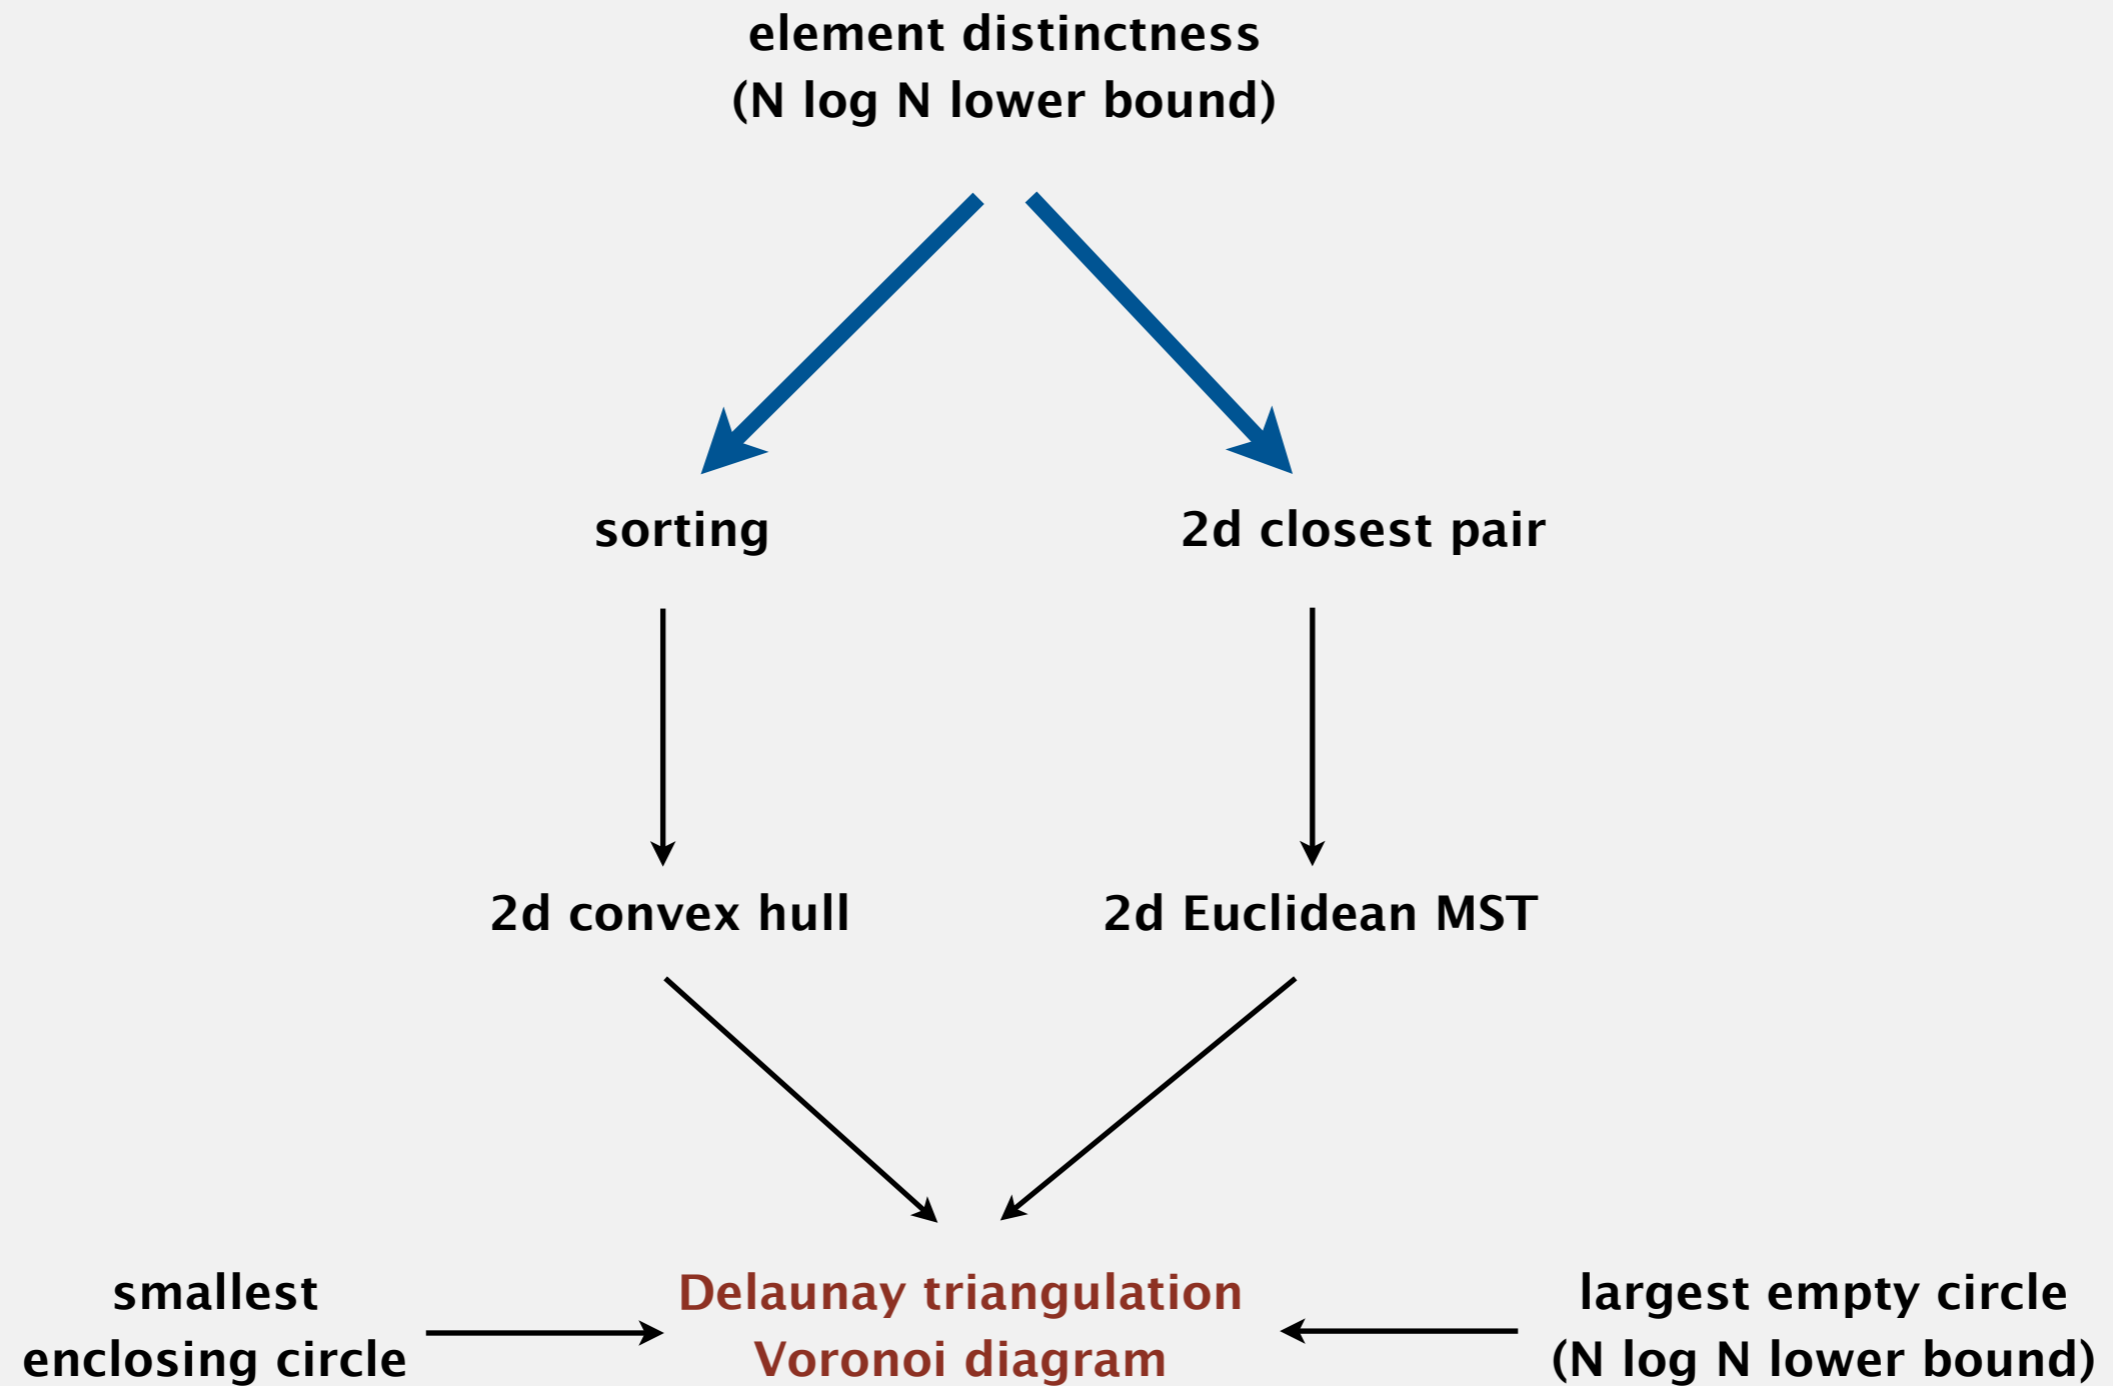 element distinctness
(N log N lower bound)
sorting
2d closest pair
2d convex hull
2d Euclidean MST
smallest
enclosing circle
Delaunay triangulation
Voronoi diagram
largest empty circle
(N log N lower bound)